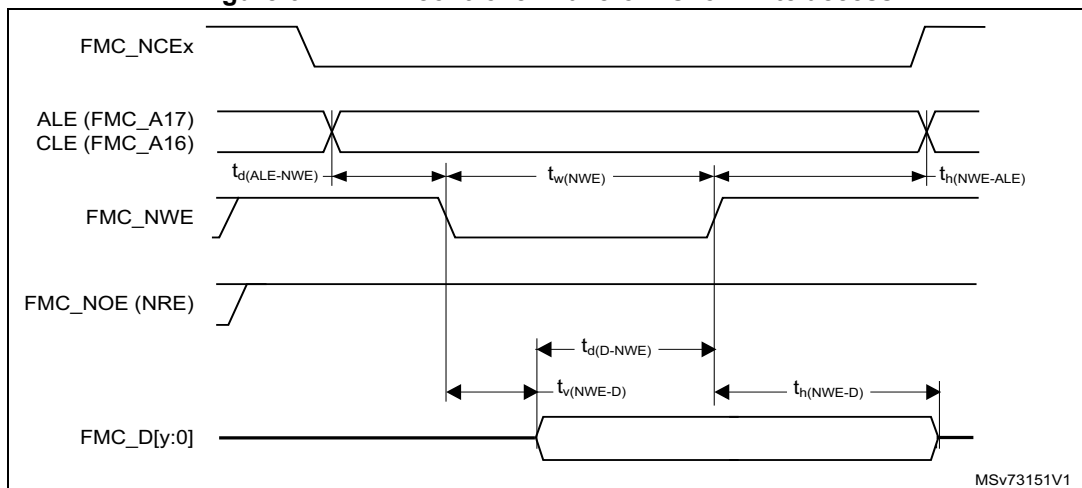 FMC_NCEx
ALE (FMC_A17)
CLE (FMC_A16)
td(ALE-NWE)
tw(NWE)
th(NWE-ALE)
FMC_NWE
FMC_NOE (NRE)
td(D-NWE)
tv(NWE-D)
th(NWE-D)
FMC_D[y:0]
MSv73151V1